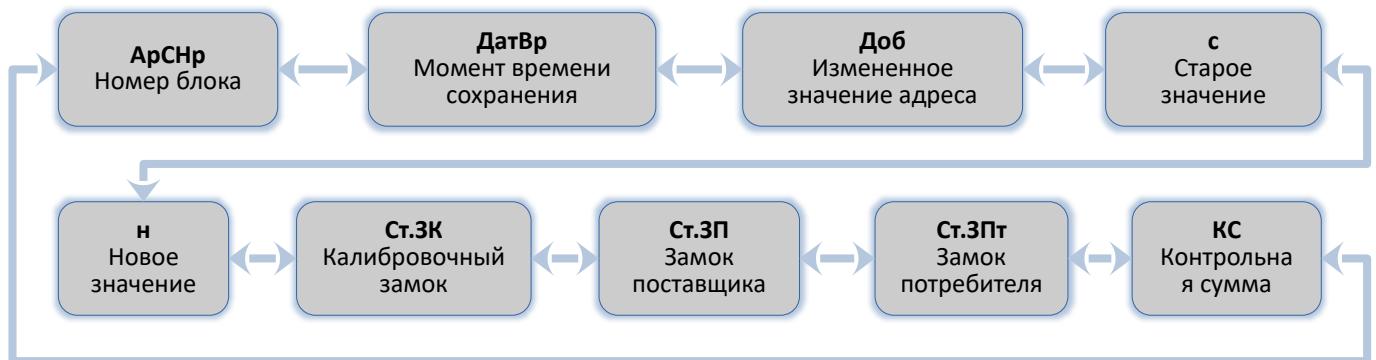 АрСНр
Номер блока
ДатВр
Момент времени
сохранения
Доб
Измененное
значение адреса
с
Старое
значение
н
Новое
значение
Ст.ЗК
Калибровочный
замок
Ст.ЗП
Замок
поставщика
Ст.ЗПт
Замок
потребителя
КС
Контрольна
я сумма